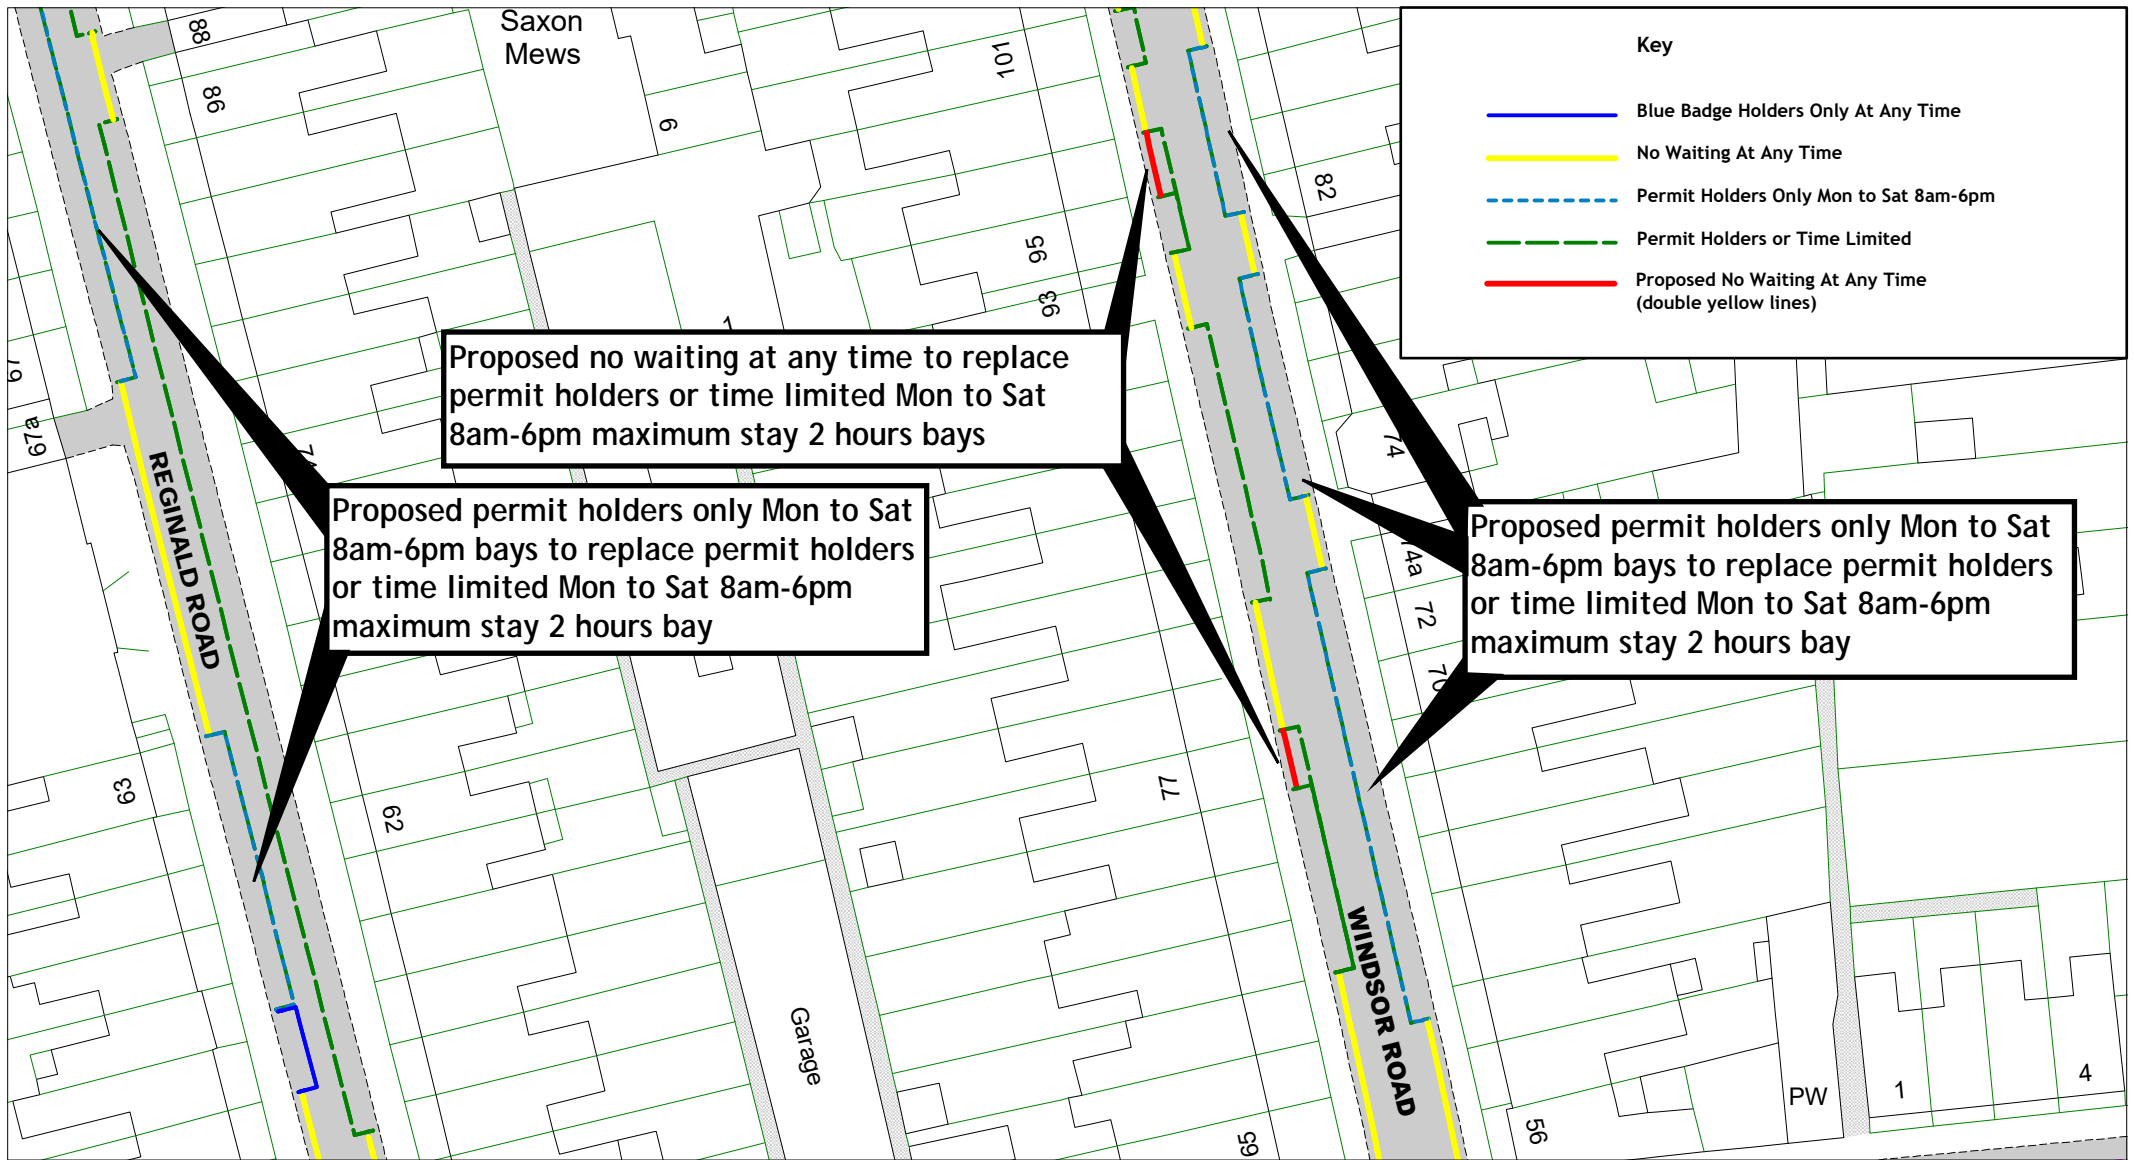 Saxon
Mews
88
86
6
101
95
93
82
74
74a
72
70
67a
63
62
77
65
56
Garage
PW
1
4
REGINALD ROAD
WINDSOR ROAD
Key
Blue Badge Holders Only At Any Time
No Waiting At Any Time
Permit Holders Only Mon to Sat 8am-6pm
Permit Holders or Time Limited
Proposed No Waiting At Any Time
(double yellow lines)
Proposed no waiting at any time to replace
permit holders or time limited Mon to Sat
8am-6pm maximum stay 2 hours bays
Proposed permit holders only Mon to Sat
8am-6pm bays to replace permit holders
or time limited Mon to Sat 8am-6pm
maximum stay 2 hours bay
Proposed permit holders only Mon to Sat
8am-6pm bays to replace permit holders
or time limited Mon to Sat 8am-6pm
maximum stay 2 hours bay